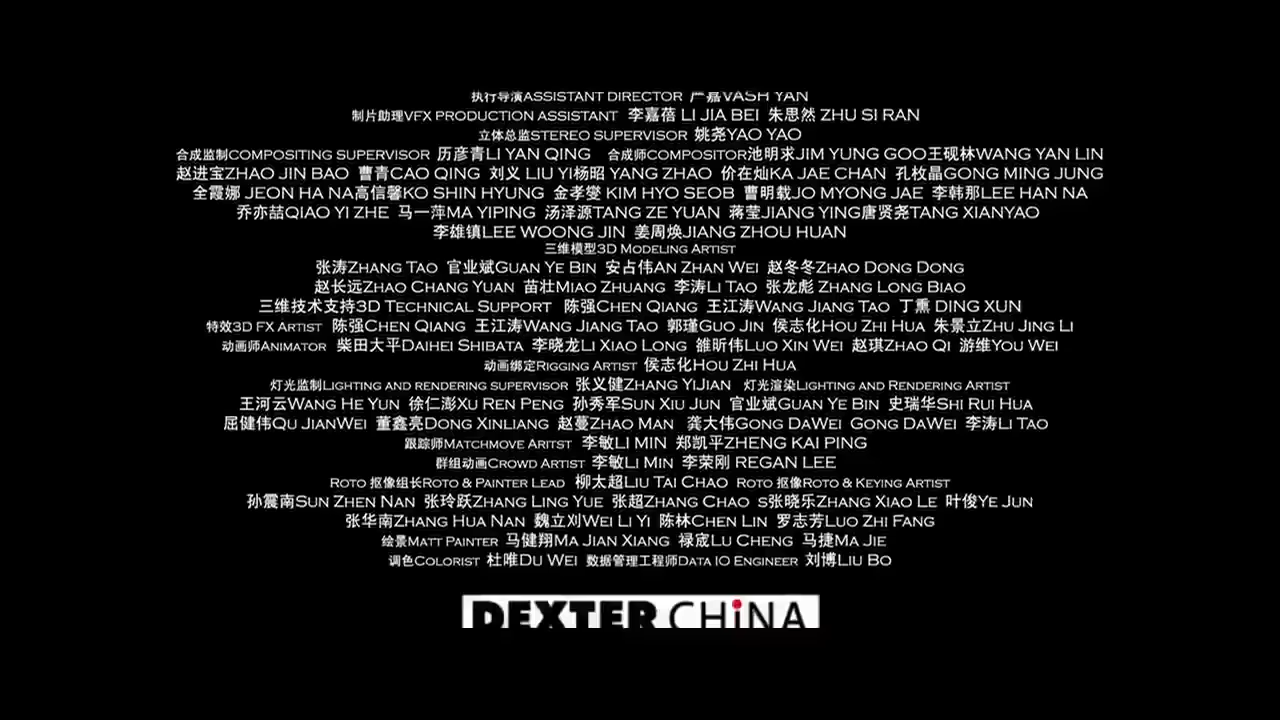 执行导演ASSISTANT DIRECTOR 严嘉VASH YAN
制片助理VFX PRODUCTION ASSISTANT 李嘉蓓 LI JIA BEI 朱思然 ZHU SI RAN
立体总监STEREO SUPERVISOR 姚尧YAO YAO
合成监制COMPOSITING SUPERVISOR 历彦青LI YAN QING 合成师COMPOSITOR池明求JIM YUNG GOO王砚林WANG YAN LIN
赵进宝ZHAO JIN BAO 曹青CAO QING 刘义 LIU YI杨昭 YANG ZHAO 价在灿KA JAE CHAN 孔枚晶GONG MING JUNG
全霞娜 JEON HA NA高信馨KO SHIN HYUNG 金孝燮 KIM HYO SEOB 曹明载JO MYONG JAE 李韩那LEE HAN NA
乔亦喆QIAO YI ZHE 马一萍MA YIPING 汤泽源TANG ZE YUAN 蒋莹JIANG YING唐贤尧TANG XIANYAO
李雄镇LEE WOONG JIN 姜周焕JIANG ZHOU HUAN
三维模型3D MODELING ARTIST
张涛ZHANG TAO 官业斌GUAN YE BIN 安占伟AN ZHAN WEI 赵冬冬ZHAO DONG DONG
赵长远ZHAO CHANG YUAN 苗壮MIAO ZHUANG 李涛LI TAO 张龙彪 ZHANG LONG BIAO
三维技术支持3D TECHNICAL SUPPORT 陈强CHEN QIANG 王江涛WANG JIANG TAO 丁熏 DING XUN
特效3D FX ARTIST 陈强CHEN QIANG 王江涛WANG JIANG TAO 郭瑾GUO JIN 侯志化HOU ZHI HUA 朱景立ZHU JING LI
动画师ANIMATOR 柴田大平DAIHEI SHIBATA 李晓龙LI XIAO LONG 雒昕伟LUO XIN WEI 赵琪ZHAO QI 游维YOU WEI
动画绑定RIGGING ARTIST 侯志化HOU ZHI HUA
灯光监制LIGHTING AND RENDERING SUPERVISOR 张义健ZHANG YIJIAN 灯光渲染LIGHTING AND RENDERING ARTIST
王河云WANG HE YUN 徐仁澎XU REN PENG 孙秀军SUN XIU JUN 官业斌GUAN YE BIN 史瑞华SHI RUI HUA
屈健伟QU JIANWEI 董鑫亮DONG XINLIANG 赵蔓ZHAO MAN 龚大伟GONG DAWEI GONG DAWEI 李涛LI TAO
跟踪师MATCHMOVE ARITST 李敏LI MIN 郑凯平ZHENG KAI PING
群组动画CROWD ARTIST 李敏LI MIN 李荣刚 REGAN LEE
ROTO 抠像组长ROTO & PAINTER LEAD 柳太超LIU TAI CHAO ROTO 抠像ROTO & KEYING ARTIST
孙震南SUN ZHEN NAN 张玲跃ZHANG LING YUE 张超ZHANG CHAO S张晓乐ZHANG XIAO LE 叶俊YE JUN
张华南ZHANG HUA NAN 魏立刈WEI LI YI 陈林CHEN LIN 罗志芳LUO ZHI FANG
绘景MATT PAINTER 马健翔MA JIAN XIANG 禄宬LU CHENG 马捷MA JIE
调色COLORIST 杜唯DU WEI 数据管理工程师DATA IO ENGINEER 刘博LIU BO
DEXTER CHINA